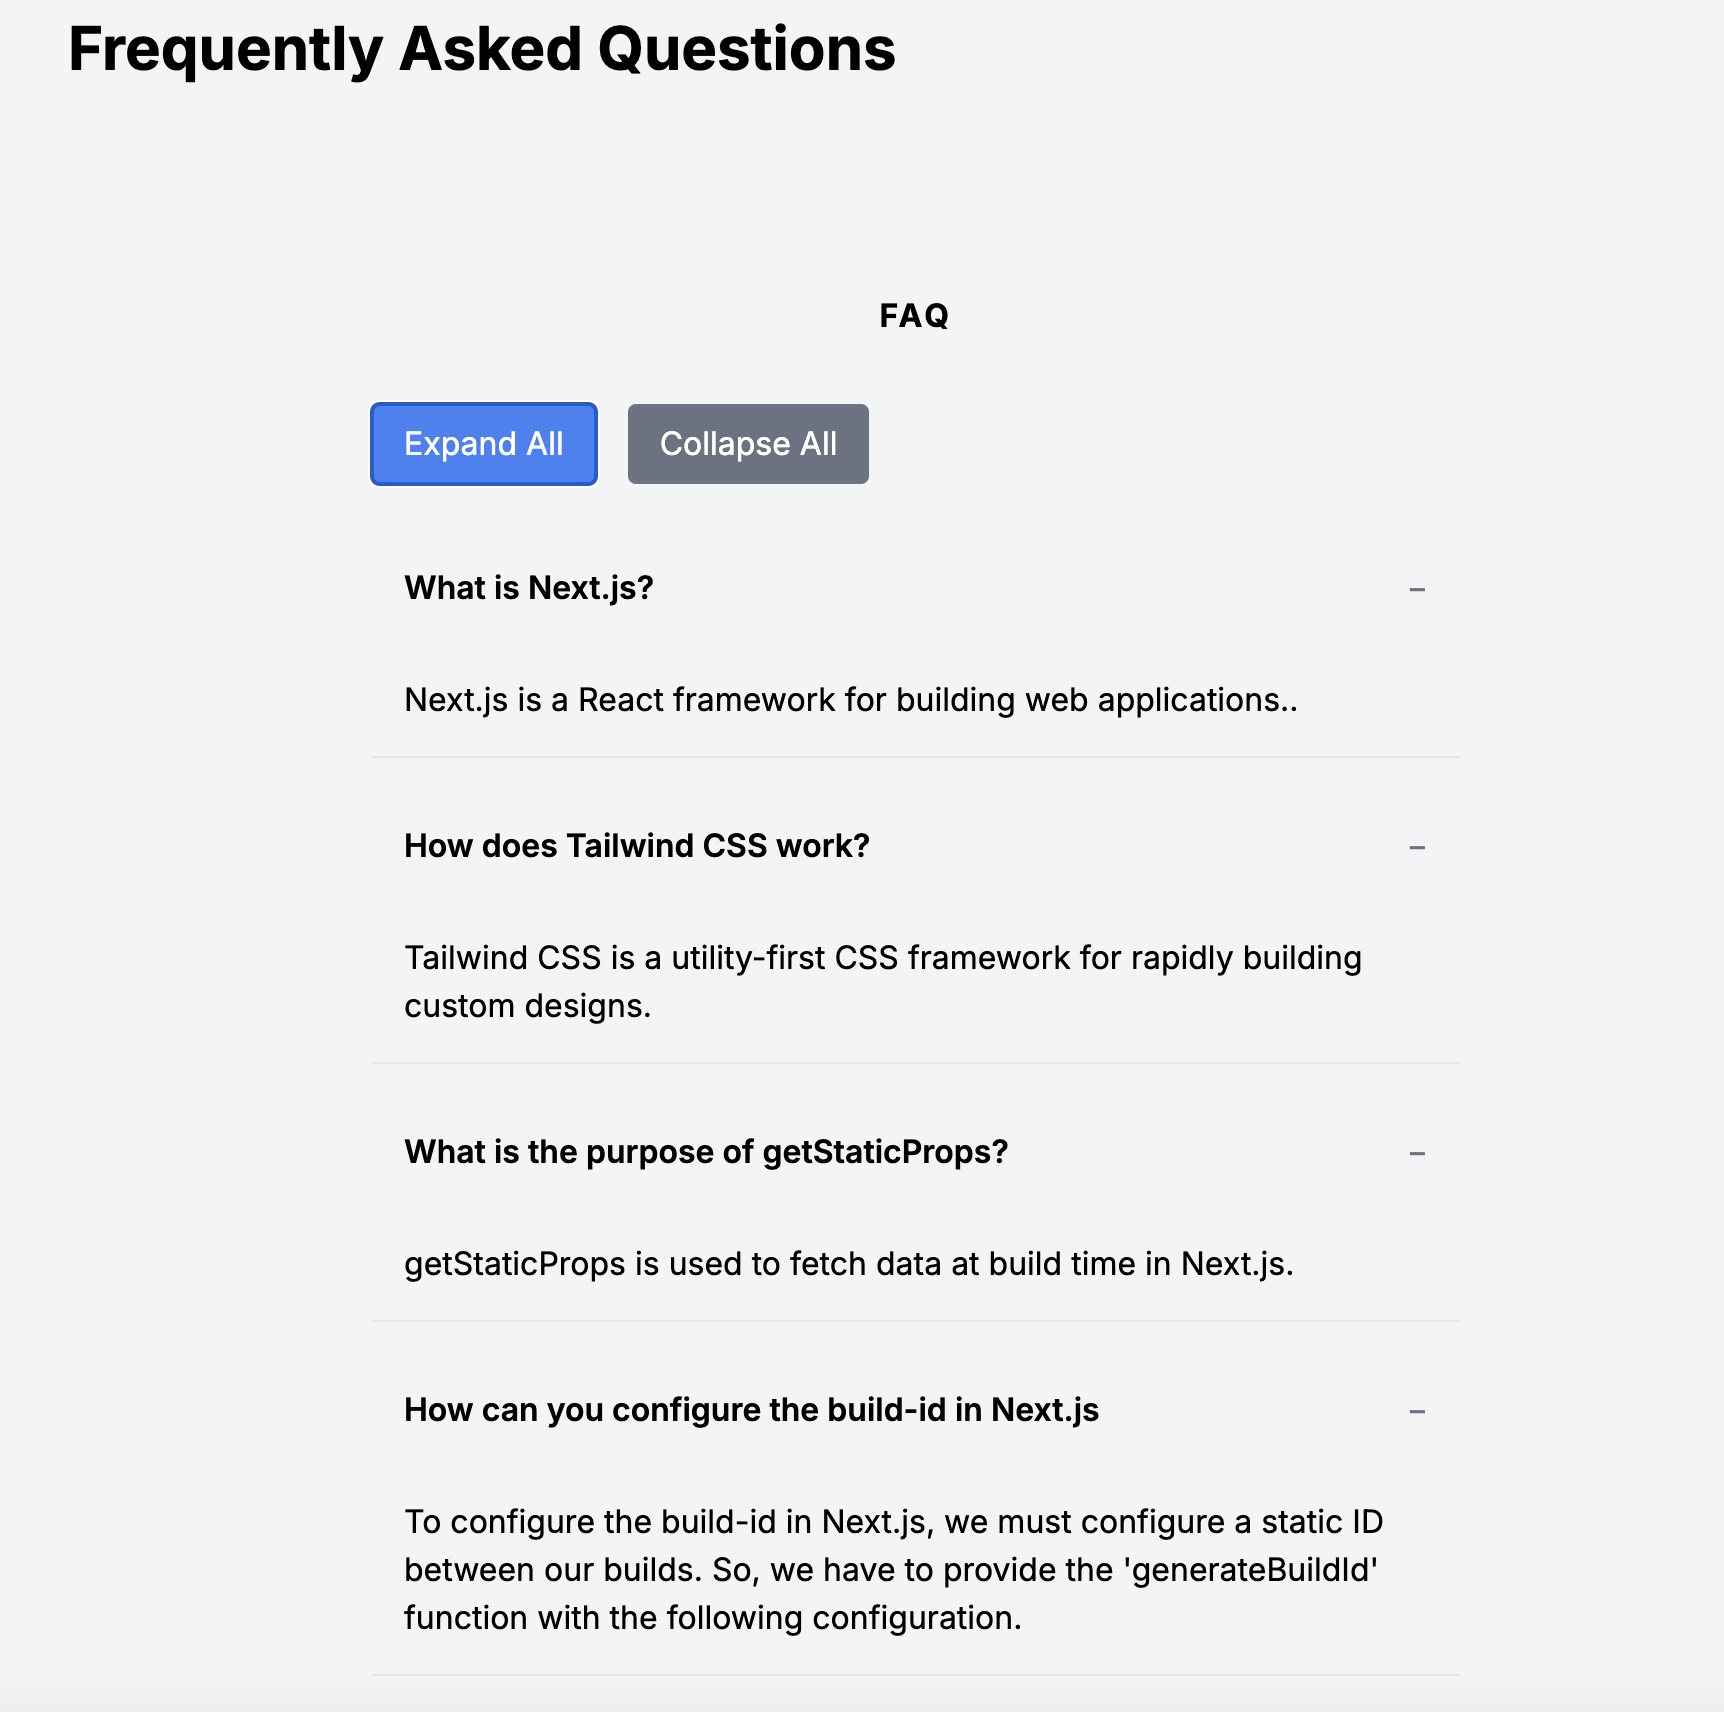 Frequently Asked Questions
FAQ
Expand All
Collapse All
What is Next.js?
–
Next.js is a React framework for building web applications..
How does Tailwind CSS work?
–
Tailwind CSS is a utility-first CSS framework for rapidly building
custom designs.
What is the purpose of getStaticProps?
–
getStaticProps is used to fetch data at build time in Next.js.
How can you configure the build-id in Next.js
–
To configure the build-id in Next.js, we must configure a static ID
between our builds. So, we have to provide the 'generateBuildId'
function with the following configuration.